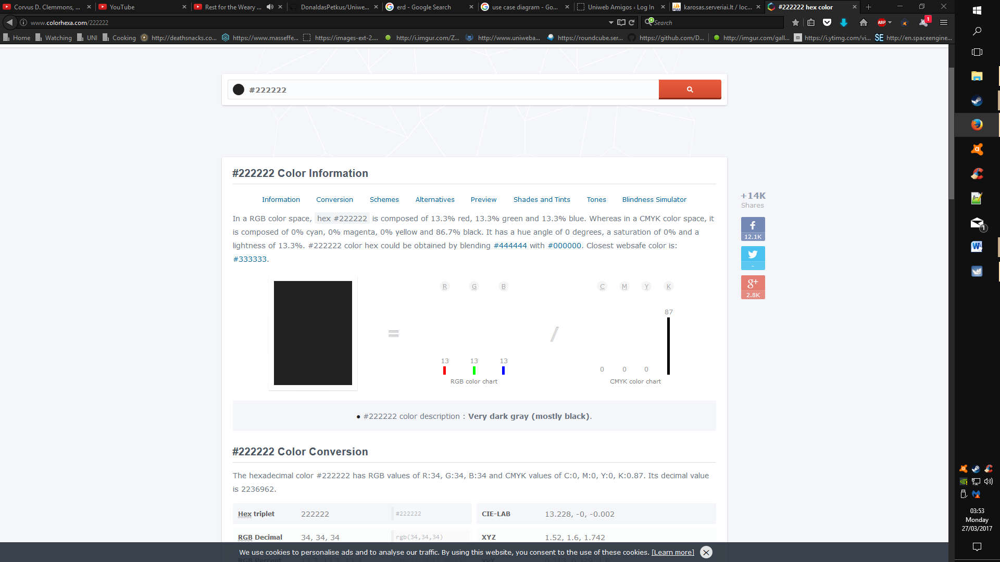 Corvus D. Clemmons, ...
YouTube
Rest for the Weary ...
DonaldasPetkus/Uniwe...
erd - Google Search
use case diagram - Go...
Uniweb Amigos ‹ Log In
karosas.serveriai.lt / loc...
#222222 hex color
www.colorhexa.com/222222
Search
ABP
1
Home
Watching
UNI
Cooking
http://deathsnacks.co...
https://www.masseffe...
https://images-ext-2....
http://i.imgur.com/Z...
http://www.uniweba...
https://roundcube.ser...
https://github.com/D...
http://imgur.com/gall...
https://i.ytimg.com/vi...
SE http://en.spaceengine...
#222222
#222222 Color Information
Information Conversion Schemes Alternatives Preview Shades and Tints Tones Blindness Simulator
In a RGB color space, hex #222222 is composed of 13.3% red, 13.3% green and 13.3% blue. Whereas in a CMYK color space, it
is composed of 0% cyan, 0% magenta, 0% yellow and 86.7% black. It has a hue angle of 0 degrees, a saturation of 0% and a
lightness of 13.3%. #222222 color hex could be obtained by blending #444444 with #000000. Closest websafe color is:
#333333.
R G B
C M Y K
87
=
/
13 13 13
0 0 0
RGB color chart
CMYK color chart
#222222 color description : Very dark gray (mostly black).
#222222 Color Conversion
The hexadecimal color #222222 has RGB values of R:34, G:34, B:34 and CMYK values of C:0, M:0, Y:0, K:0.87. Its decimal value
is 2236962.
Hex triplet 222222 #222222
CIE-LAB 13.228, -0, -0.002
RGB Decimal 34, 34, 34 rgb(34,34,34)
XYZ 1.52, 1.6, 1.742
We use cookies to personalise ads and to analyse our traffic. By using this website, you consent to the use of these cookies. [Learn more]
+14K
Shares
f
12.1K
-
g+
2.8K
1
03:53
Monday
27/03/2017